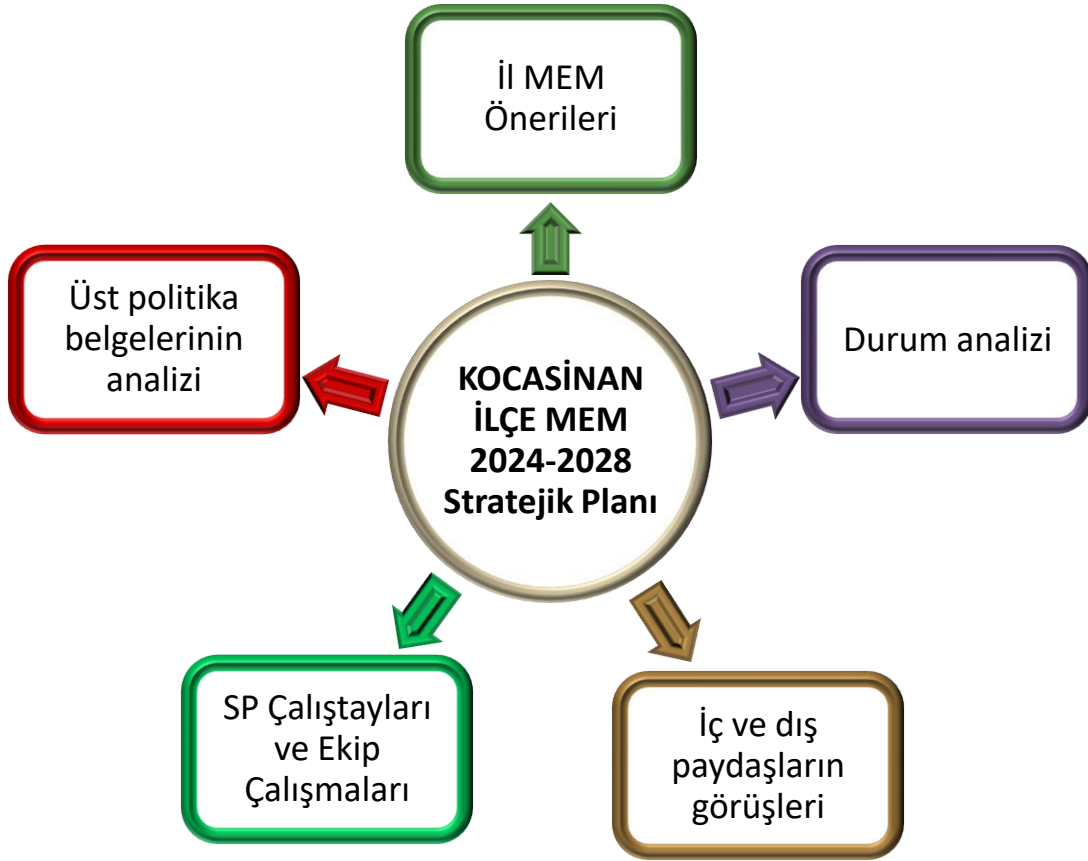 İl MEM
Önerileri
Üst politika
belgelerinin
analizi
Durum analizi
KOCASİNAN
İLÇE MEM
2024-2028
Stratejik Planı
SP Çalıştayları
ve Ekip
Çalışmaları
İç ve dış
paydaşların
görüşleri